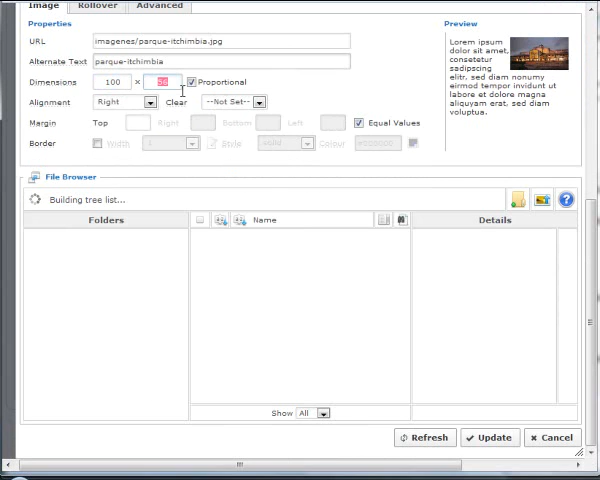 Image Rollover Advanced
Properties Preview
URL imagenes/parque-itchimbia.jpg
Alternate Text parque-itchimbia
Dimensions 100 × 56 Proportional
Alignment Right Clear --Not Set--
Margin Top Right Bottom Left Equal Values
Border Width 1 Style solid Colour #000000
Lorem ipsum
dolor sit amet,
consetetur
sadipscing
elitr, sed diam nonumy
eirmod tempor invidunt ut
labore et dolore magna
aliquyam erat, sed diam
voluptua.
File Browser
Building tree list...
Folders Name Details
Show All
Refresh Update Cancel